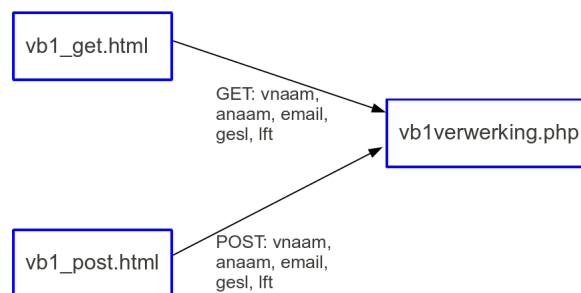 vb1_get.html
GET: vnaam,
anaam, email,
gesl, lft
vb1verwerking.php
vb1_post.html
POST: vnaam,
anaam, email,
gesl, lft